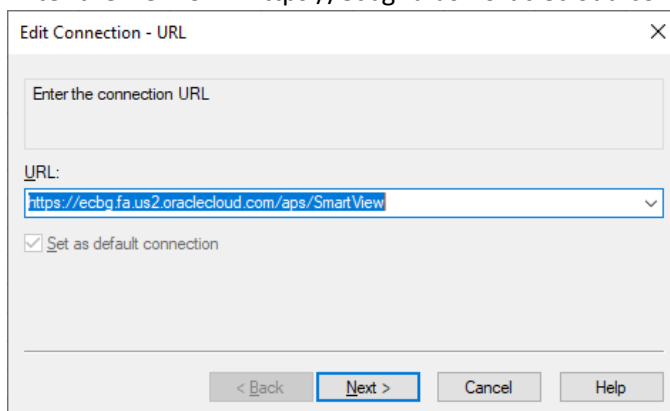 Edit Connection - URL
Enter the connection URL
URL:
https://ecbg.fa.us2.oraclecloud.com/aps/SmartView
Set as default connection
< Back Next > Cancel Help